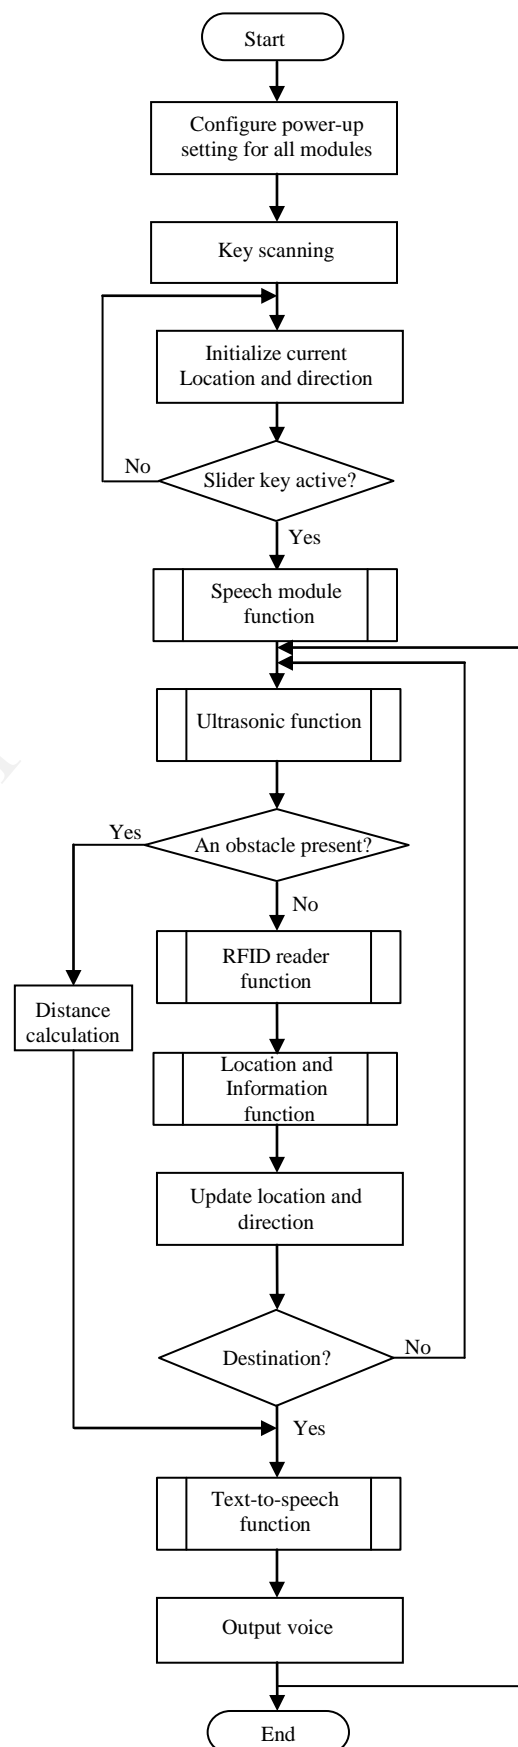 Start
Configure power-up
setting for all modules
Key scanning
Initialize current
Location and direction
No
Slider key active?
Yes
Speech module
function
Ultrasonic function
Yes
An obstacle present?
No
RFID reader
function
Distance
calculation
Location and
Information
function
Update location and
direction
Destination?
No
Yes
Text-to-speech
function
Output voice
End